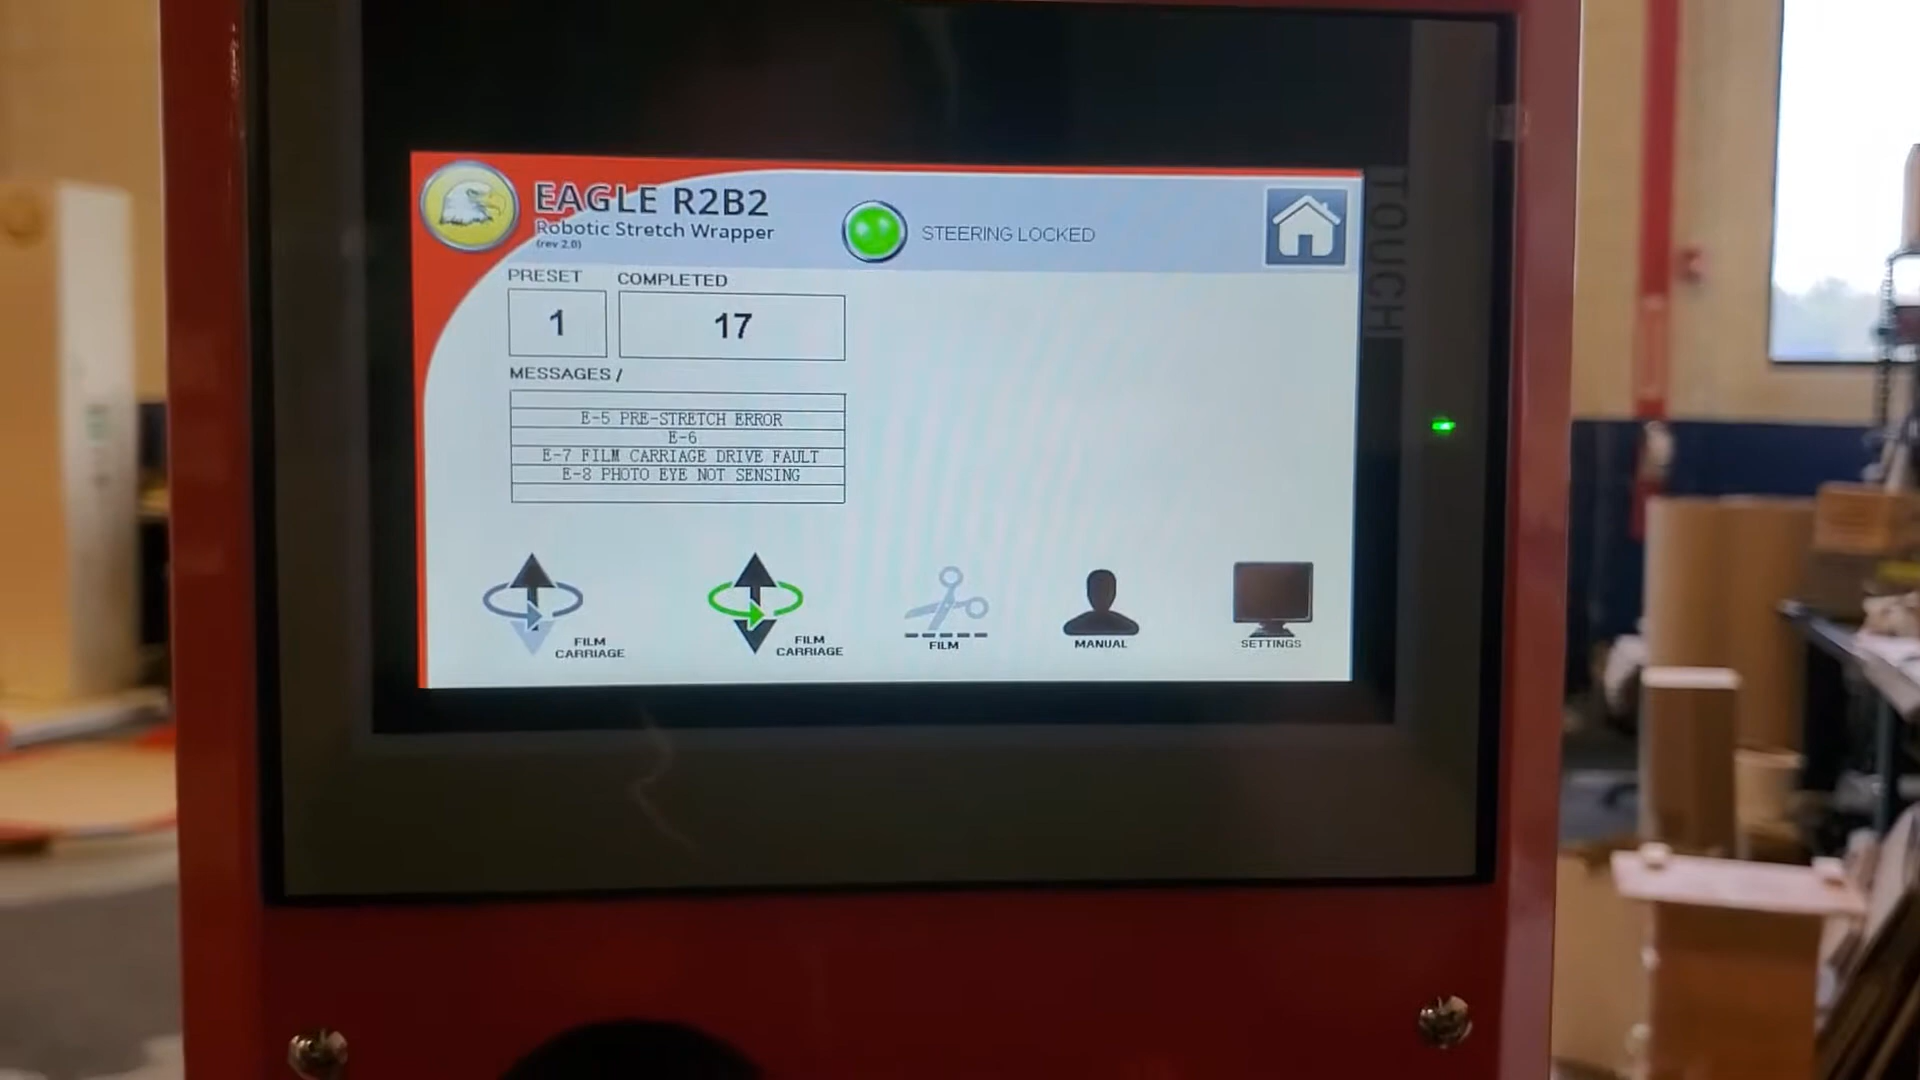 EAGLE R2B2
Robotic Stretch Wrapper
(rev 2.0)
STEERING LOCKED
PRESET
COMPLETED
1
17
MESSAGES /
E-5 PRE-STRETCH ERROR
E-6
E-7 FILM CARRIAGE DRIVE FAULT
E-8 PHOTO EYE NOT SENSING
FILM
CARRIAGE
FILM
CARRIAGE
FILM
MANUAL
SETTINGS
TOUCH